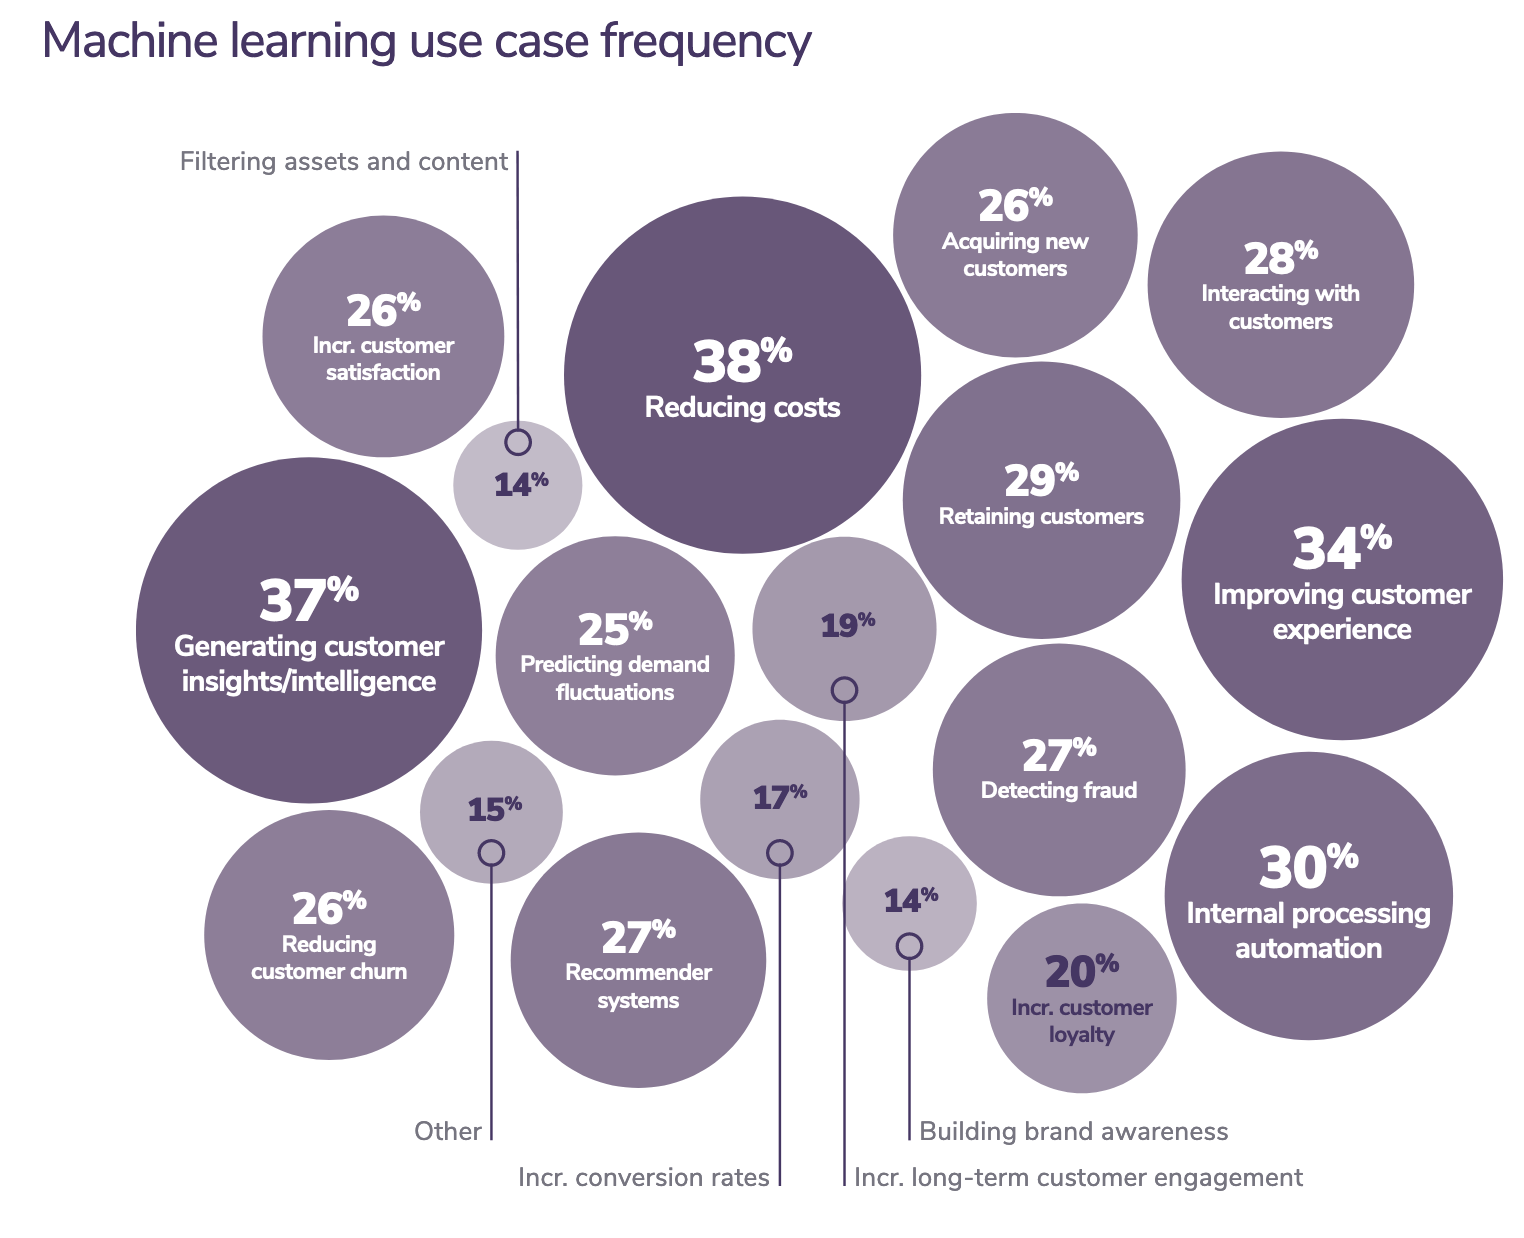 Machine learning use case frequency
Filtering assets and content
14%
26%
Incr. customer
satisfaction
38%
Reducing costs
26%
Acquiring new
customers
28%
Interacting with
customers
29%
Retaining customers
34%
Improving customer
experience
37%
Generating customer
insights/intelligence
25%
Predicting demand
fluctuations
19%
27%
Detecting fraud
15%
17%
14%
30%
Internal processing
automation
26%
Reducing
customer churn
27%
Recommender
systems
20%
Incr. customer
loyalty
Other
Building brand awareness
Incr. conversion rates
Incr. long-term customer engagement